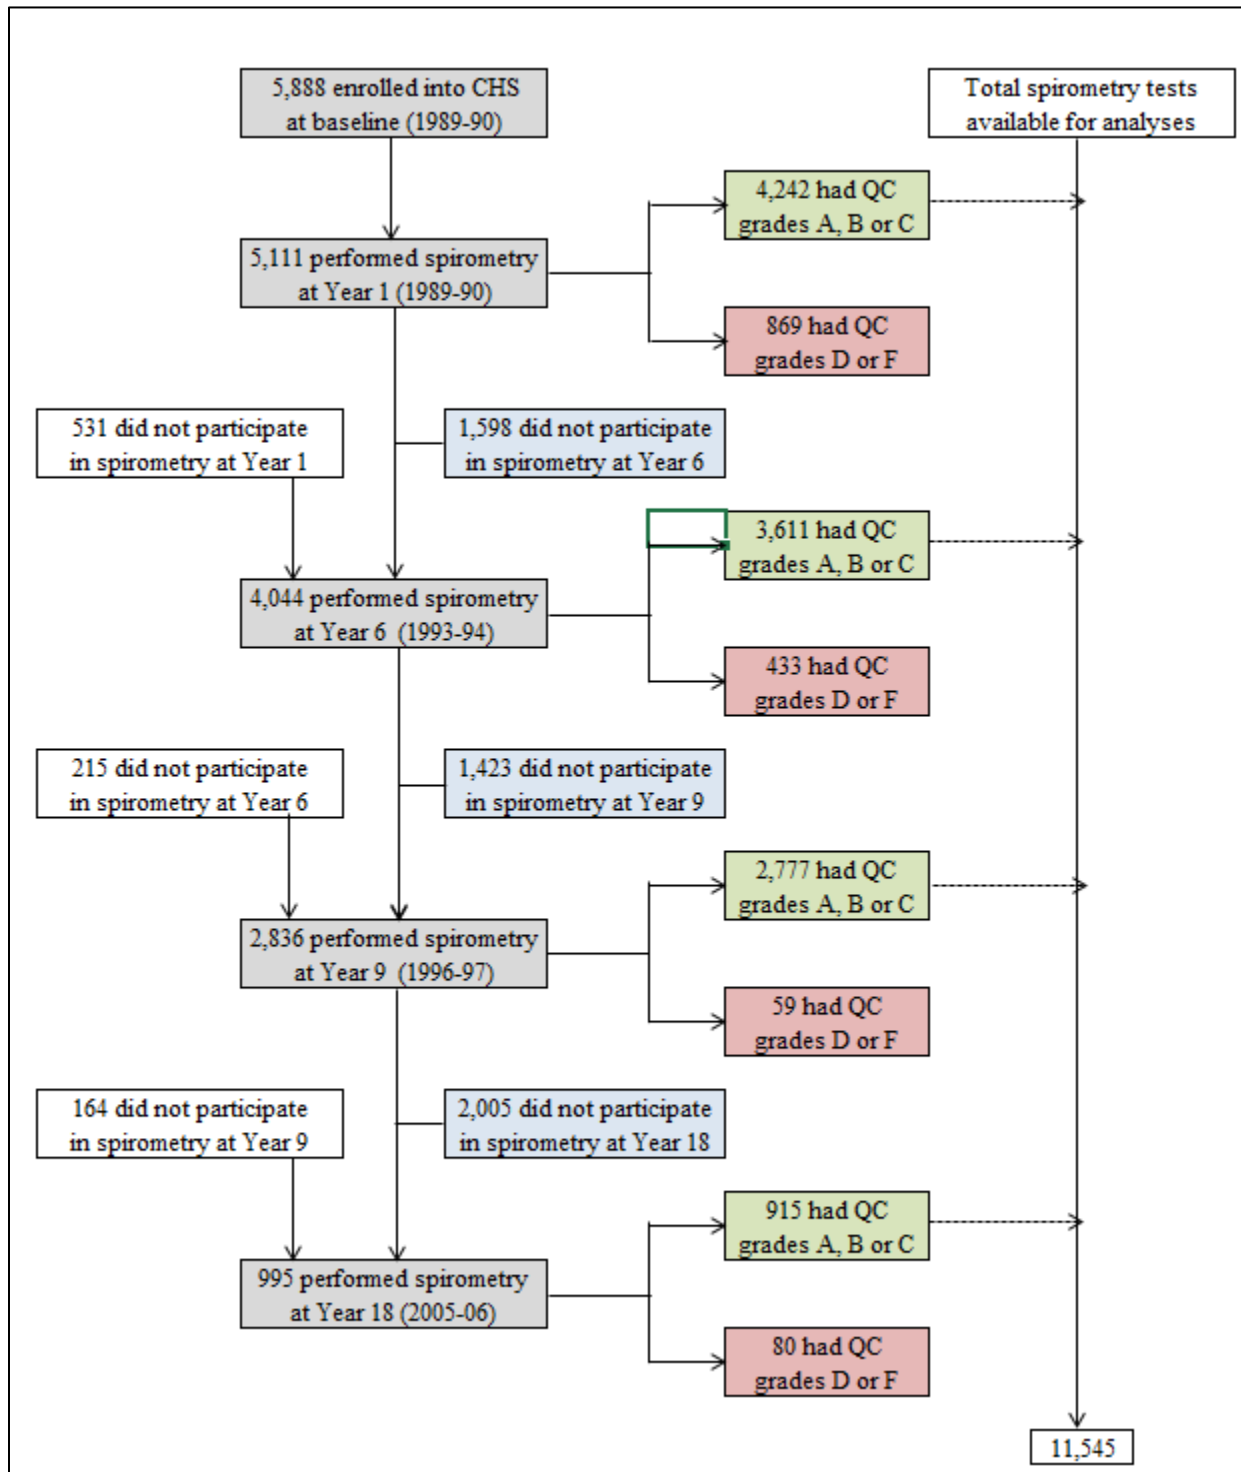 5,888 enrolled into CHS
at baseline (1989-90)
Total spirometry tests
available for analyses
4,242 had QC
grades A, B or C
5,111 performed spirometry
at Year 1 (1989-90)
869 had QC
grades D or F
531 did not participate
in spirometry at Year 1
1,598 did not participate
in spirometry at Year 6
3,611 had QC
grades A, B or C
4,044 performed spirometry
at Year 6 (1993-94)
433 had QC
grades D or F
215 did not participate
in spirometry at Year 6
1,423 did not participate
in spirometry at Year 9
2,777 had QC
grades A, B or C
2,836 performed spirometry
at Year 9 (1996-97)
59 had QC
grades D or F
164 did not participate
in spirometry at Year 9
2,005 did not participate
in spirometry at Year 18
915 had QC
grades A, B or C
995 performed spirometry
at Year 18 (2005-06)
80 had QC
grades D or F
11,545